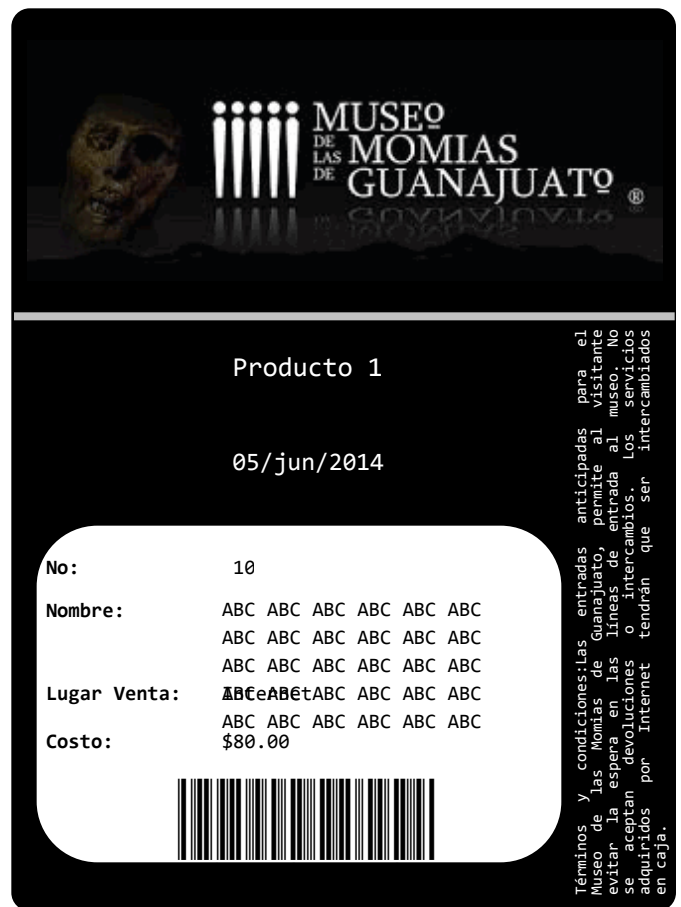 MUSEO
DE LAS DE
MOMIAS
GUANAJUATO ®
Producto 1
05/jun/2014
No: 10
Nombre: ABC ABC ABC ABC ABC ABC
ABC ABC ABC ABC ABC ABC
ABC ABC ABC ABC ABC ABC
Lugar Venta: Internet ABC ABC ABC ABC ABC ABC
ABC ABC ABC ABC ABC ABC
Costo: $80.00
Términos y condiciones:Las entradas anticipadas para el
Museo de las Momias de Guanajuato, permite al visitante
evitar la espera en las líneas de entrada al museo. No
se aceptan devoluciones o intercambios. Los servicios
adquiridos por Internet tendrán que ser intercambiados
en caja.